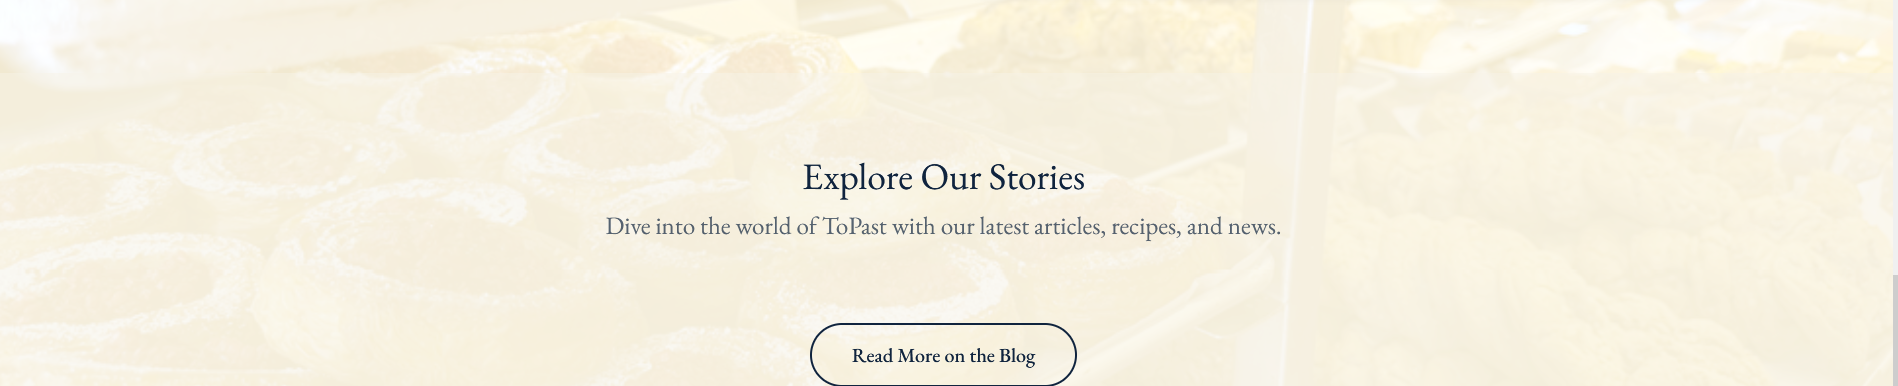 Explore Our Stories
Dive into the world of ToPast with our latest articles, recipes, and news.
Read More on the Blog